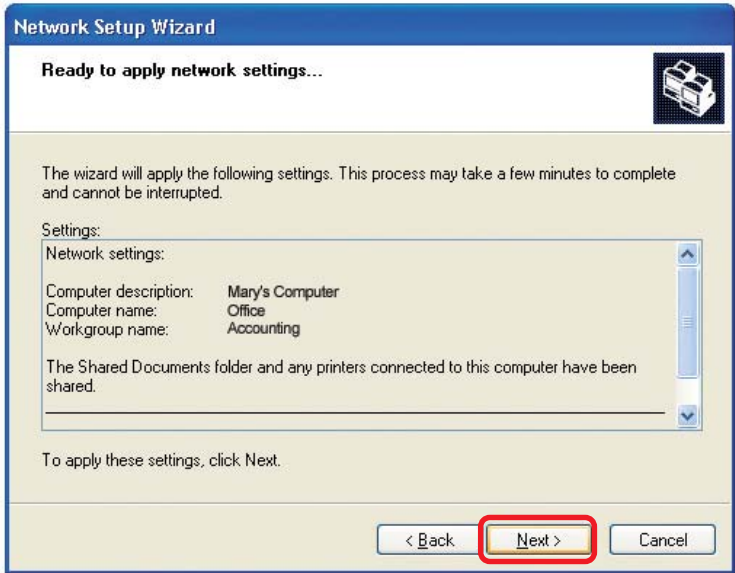 Network Setup Wizard
Ready to apply network settings...
The wizard will apply the following settings. This process may take a few minutes to complete
and cannot be interrupted.
Settings:
Network settings:
Computer description: Mary's Computer
Computer name: Office
Workgroup name: Accounting
The Shared Documents folder and any printers connected to this computer have been
shared.
To apply these settings, click Next.
< Back Next > Cancel